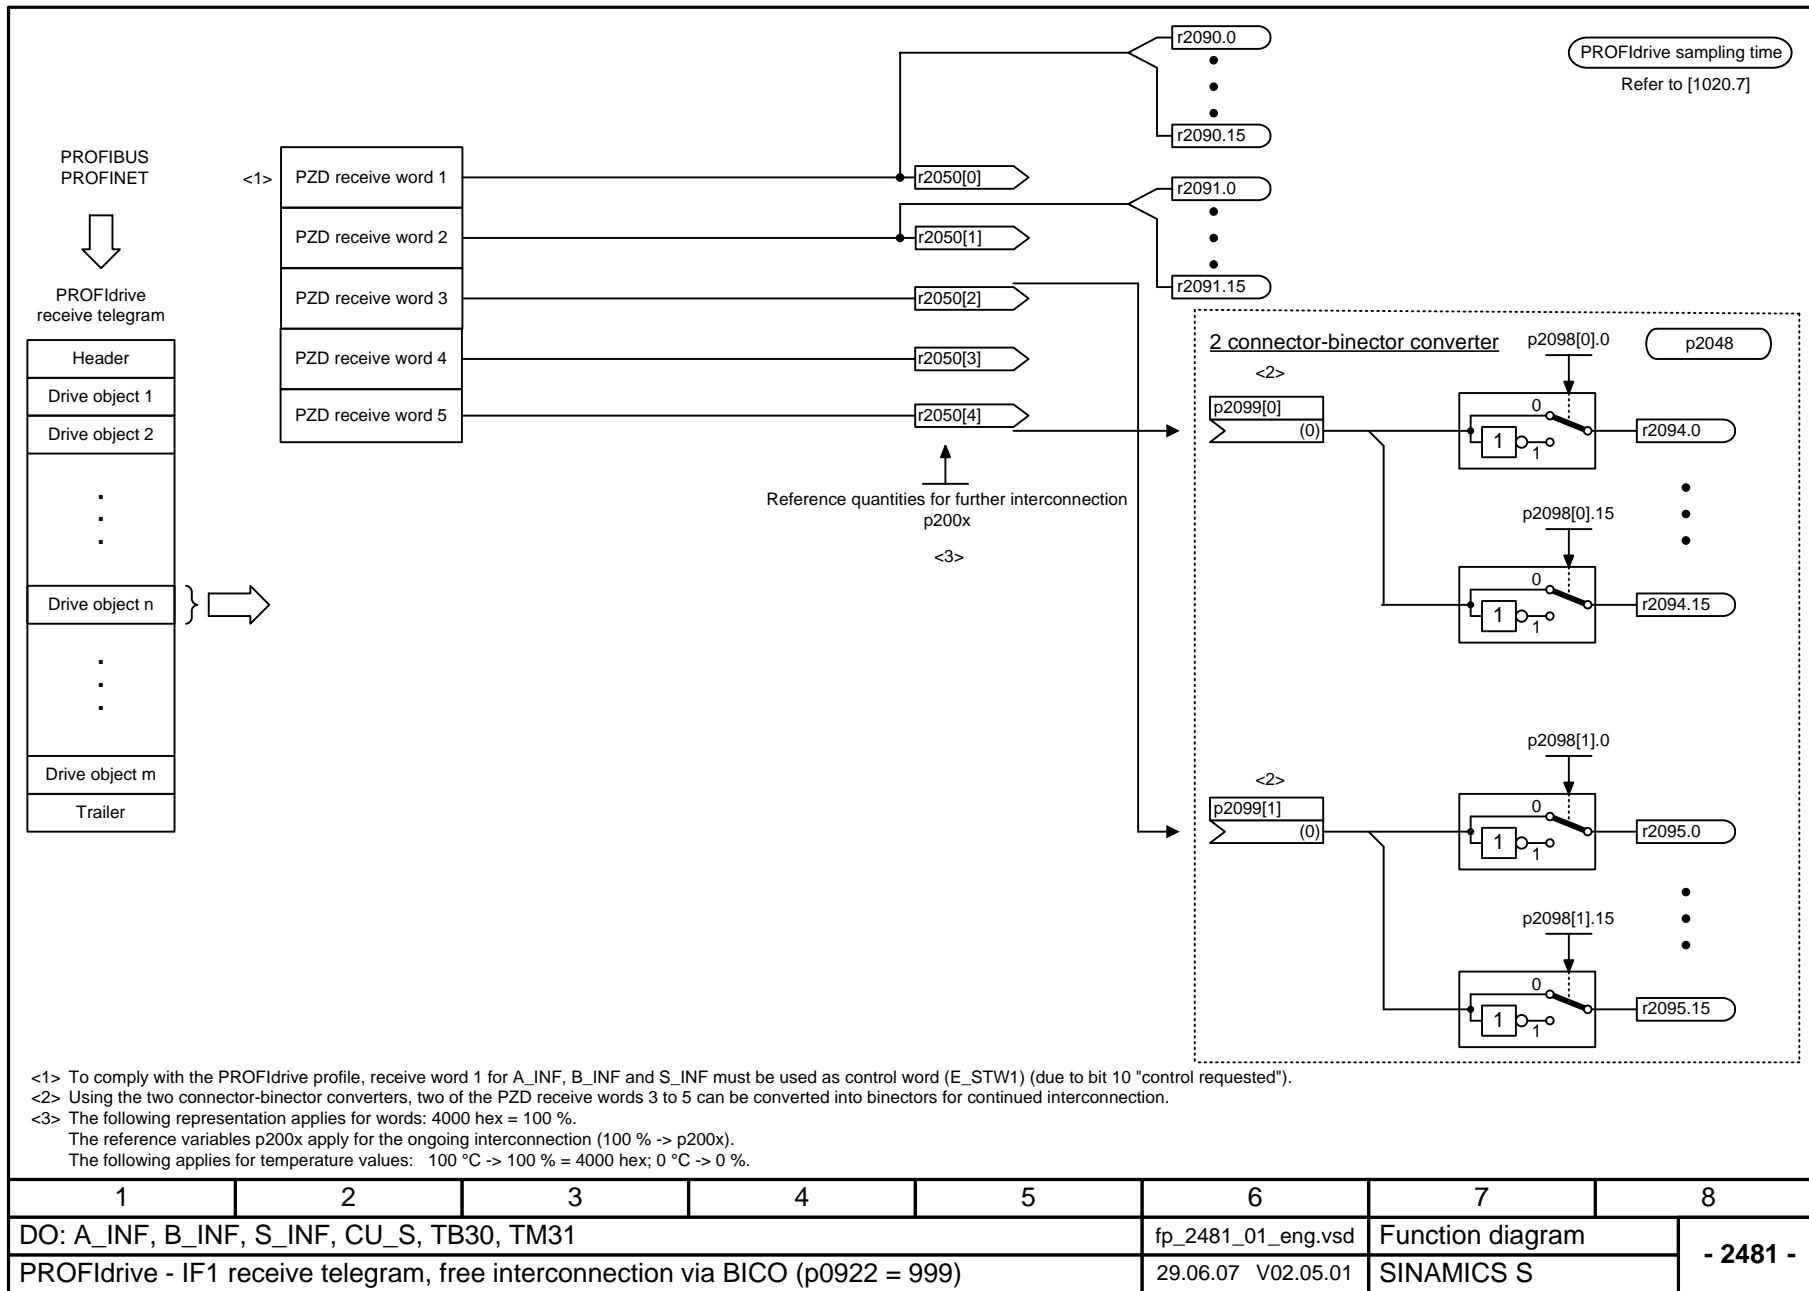 r2090.0
PROFIdrive sampling time
Refer to [1020.7]
r2090.15
PROFIBUS
PROFINET
<1>
PZD receive word 1
r2050[0]
r2091.0
PZD receive word 2
r2050[1]
r2091.15
PROFIdrive
receive telegram
PZD receive word 3
r2050[2]
Header
PZD receive word 4
r2050[3]
2 connector-binector converter
p2098[0].0
p2048
<2>
Drive object 1
PZD receive word 5
r2050[4]
p2099[0]
(0)
0
1
1
r2094.0
Drive object 2
Reference quantities for further interconnection
p200x
<3>
p2098[0].15
0
1
1
r2094.15
Drive object n
Drive object m
Trailer
p2098[1].0
<2>
p2099[1]
(0)
0
1
1
r2095.0
p2098[1].15
0
1
1
r2095.15
<1> To comply with the PROFIdrive profile, receive word 1 for A_INF, B_INF and S_INF must be used as control word (E_STW1) (due to bit 10 "control requested").
<2> Using the two connector-binector converters, two of the PZD receive words 3 to 5 can be converted into binectors for continued interconnection.
<3> The following representation applies for words: 4000 hex = 100 %.
The reference variables p200x apply for the ongoing interconnection (100 % -> p200x).
The following applies for temperature values: 100 °C -> 100 % = 4000 hex; 0 °C -> 0 %.
1 2 3 4 5 6 7 8
DO: A_INF, B_INF, S_INF, CU_S, TB30, TM31
fp_2481_01_eng.vsd
Function diagram
- 2481 -
PROFIdrive - IF1 receive telegram, free interconnection via BICO (p0922 = 999)
29.06.07 V02.05.01
SINAMICS S